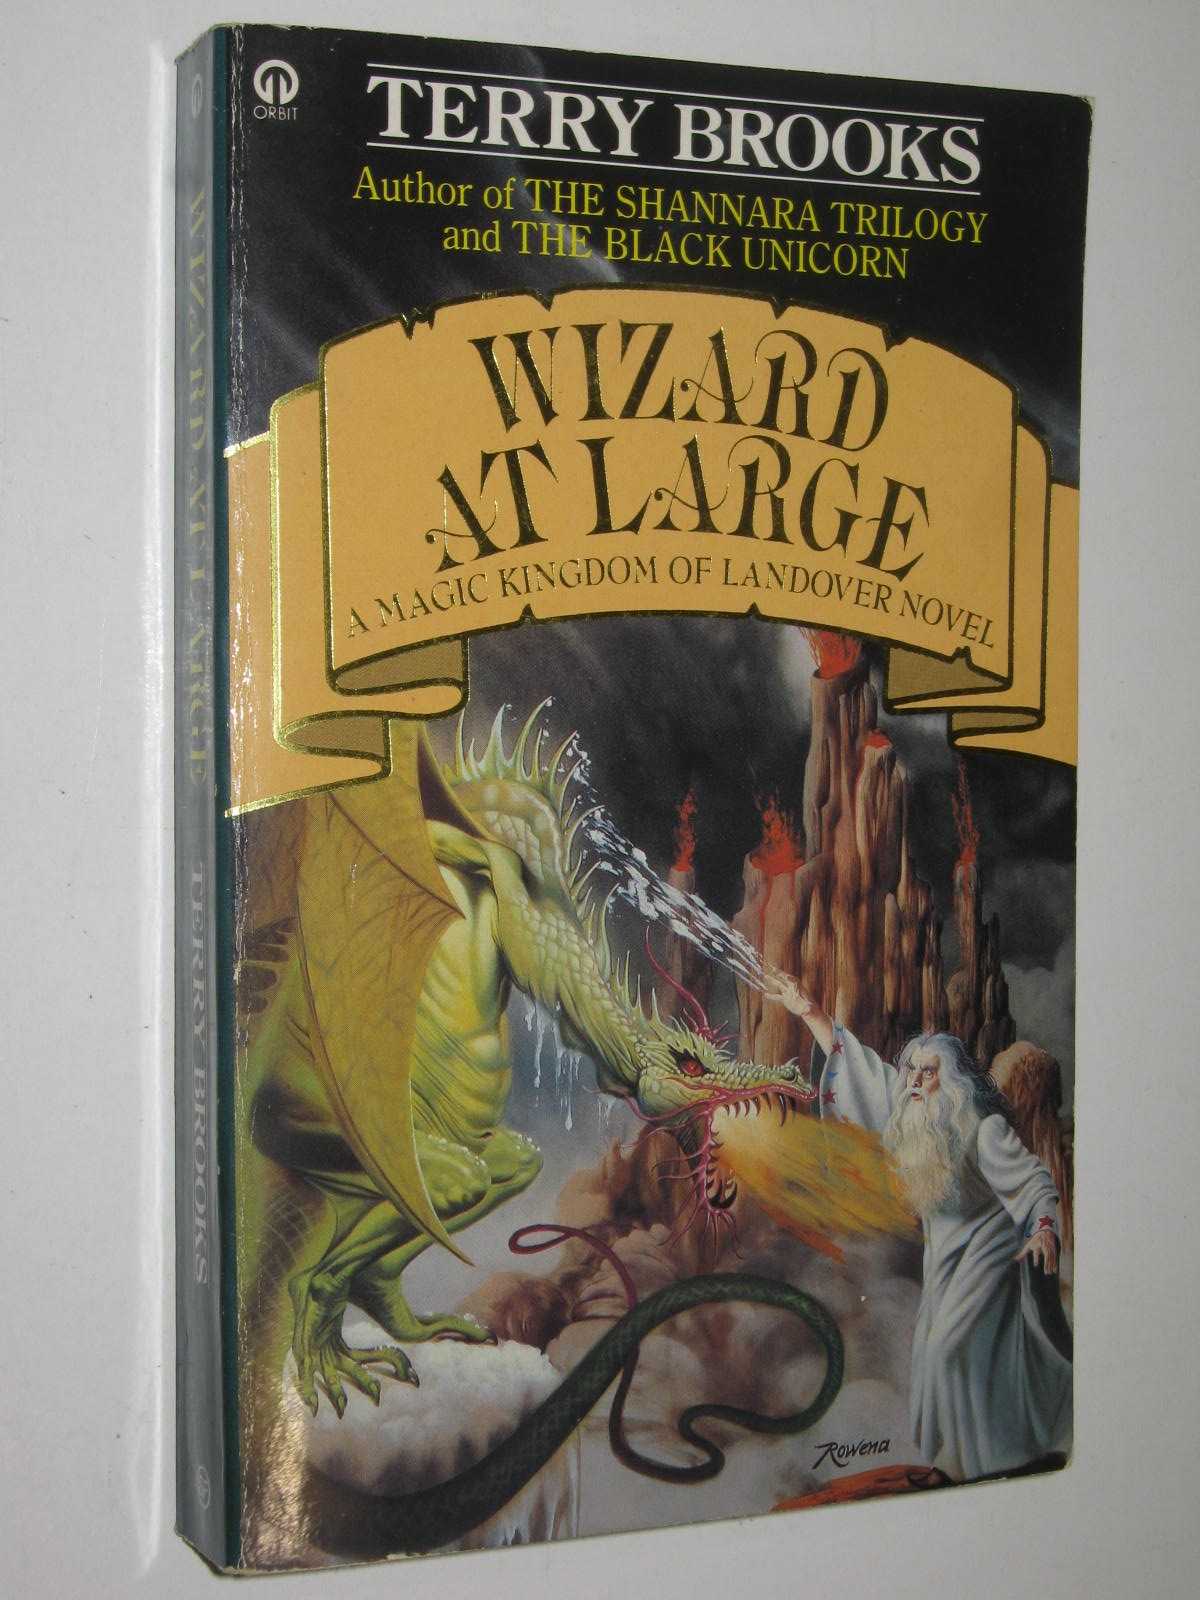 ORBIT
TERRY BROOKS
Author of THE SHANNARA TRILOGY
and THE BLACK UNICORN
WIZARD
AT LARGE
A MAGIC KINGDOM OF LANDOVER NOVEL
Rowena
WIZARD AT LARGE TERRY BROOKS